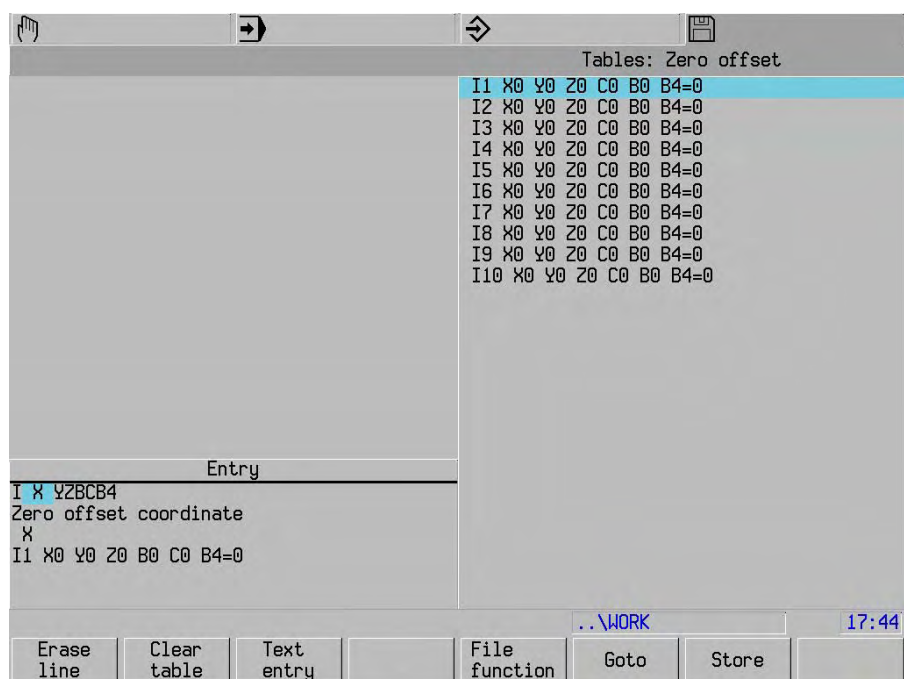 Tables: Zero offset
I1 X0 Y0 Z0 C0 B0 B4=0
I2 X0 Y0 Z0 C0 B0 B4=0
I3 X0 Y0 Z0 C0 B0 B4=0
I4 X0 Y0 Z0 C0 B0 B4=0
I5 X0 Y0 Z0 C0 B0 B4=0
I6 X0 Y0 Z0 C0 B0 B4=0
I7 X0 Y0 Z0 C0 B0 B4=0
I8 X0 Y0 Z0 C0 B0 B4=0
I9 X0 Y0 Z0 C0 B0 B4=0
I10 X0 Y0 Z0 C0 B0 B4=0
Entry
I X YZBCB4
Zero offset coordinate
X
I1 X0 Y0 Z0 B0 C0 B4=0
..\WORK
17:44
Erase line
Clear table
Text entry
File function
Goto
Store